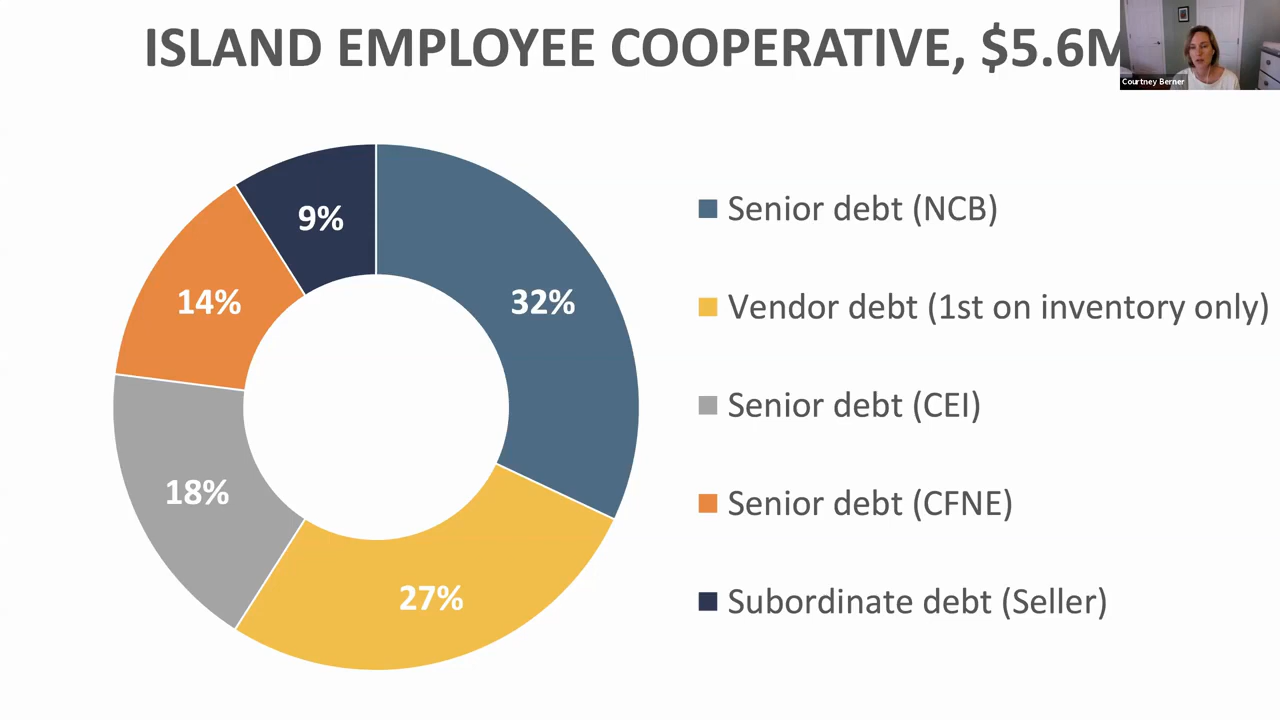 ISLAND EMPLOYEE COOPERATIVE, $5.6M
Courtney Berner
9%
32%
14%
18%
27%
Senior debt (NCB)
Vendor debt (1st on inventory only)
Senior debt (CEI)
Senior debt (CFNE)
Subordinate debt (Seller)